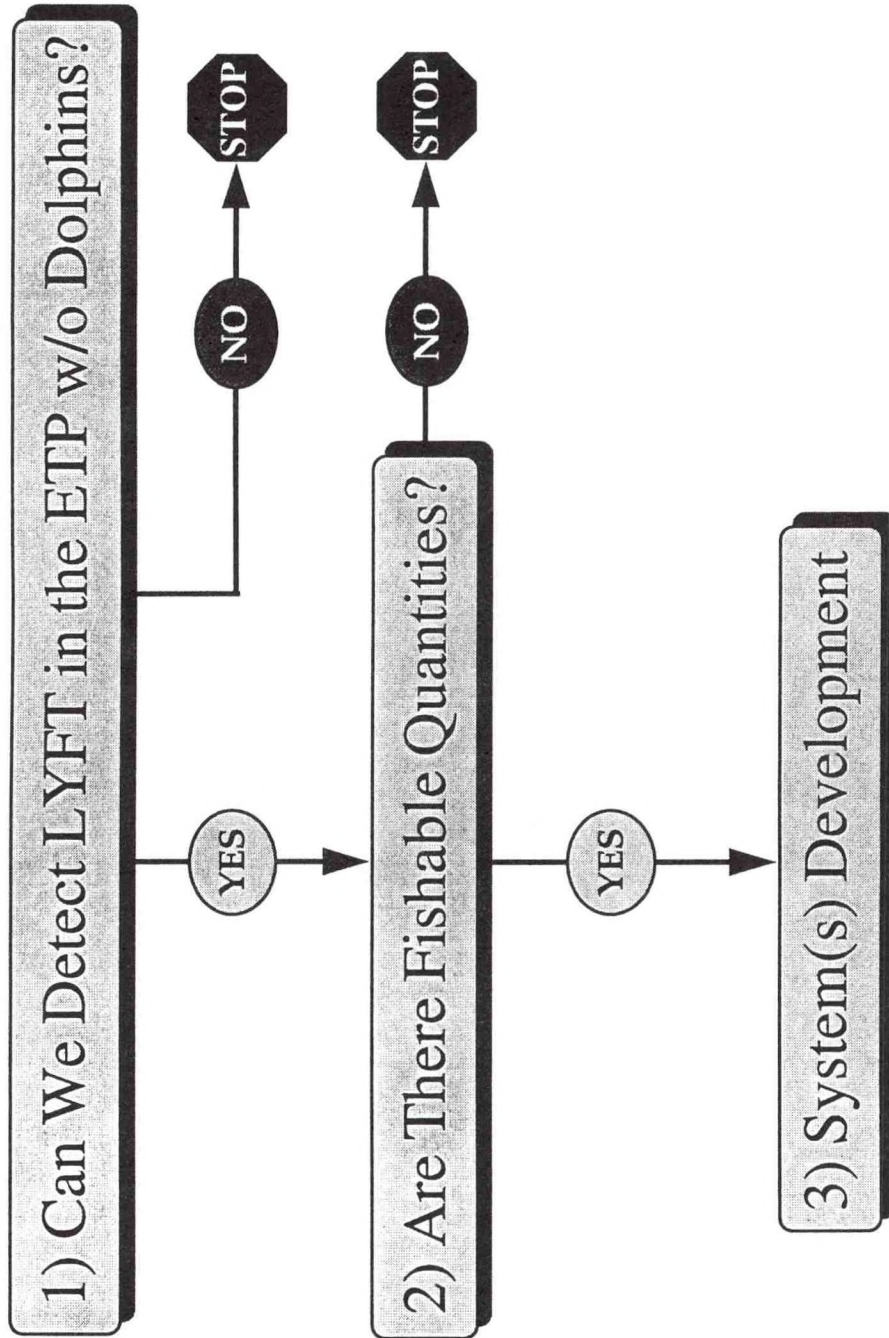 1) Can We Detect LYFT in the ETP w/o Dolphins?
YES
NO
STOP
2) Are There Fishable Quantities?
NO
STOP
YES
3) System(s) Development